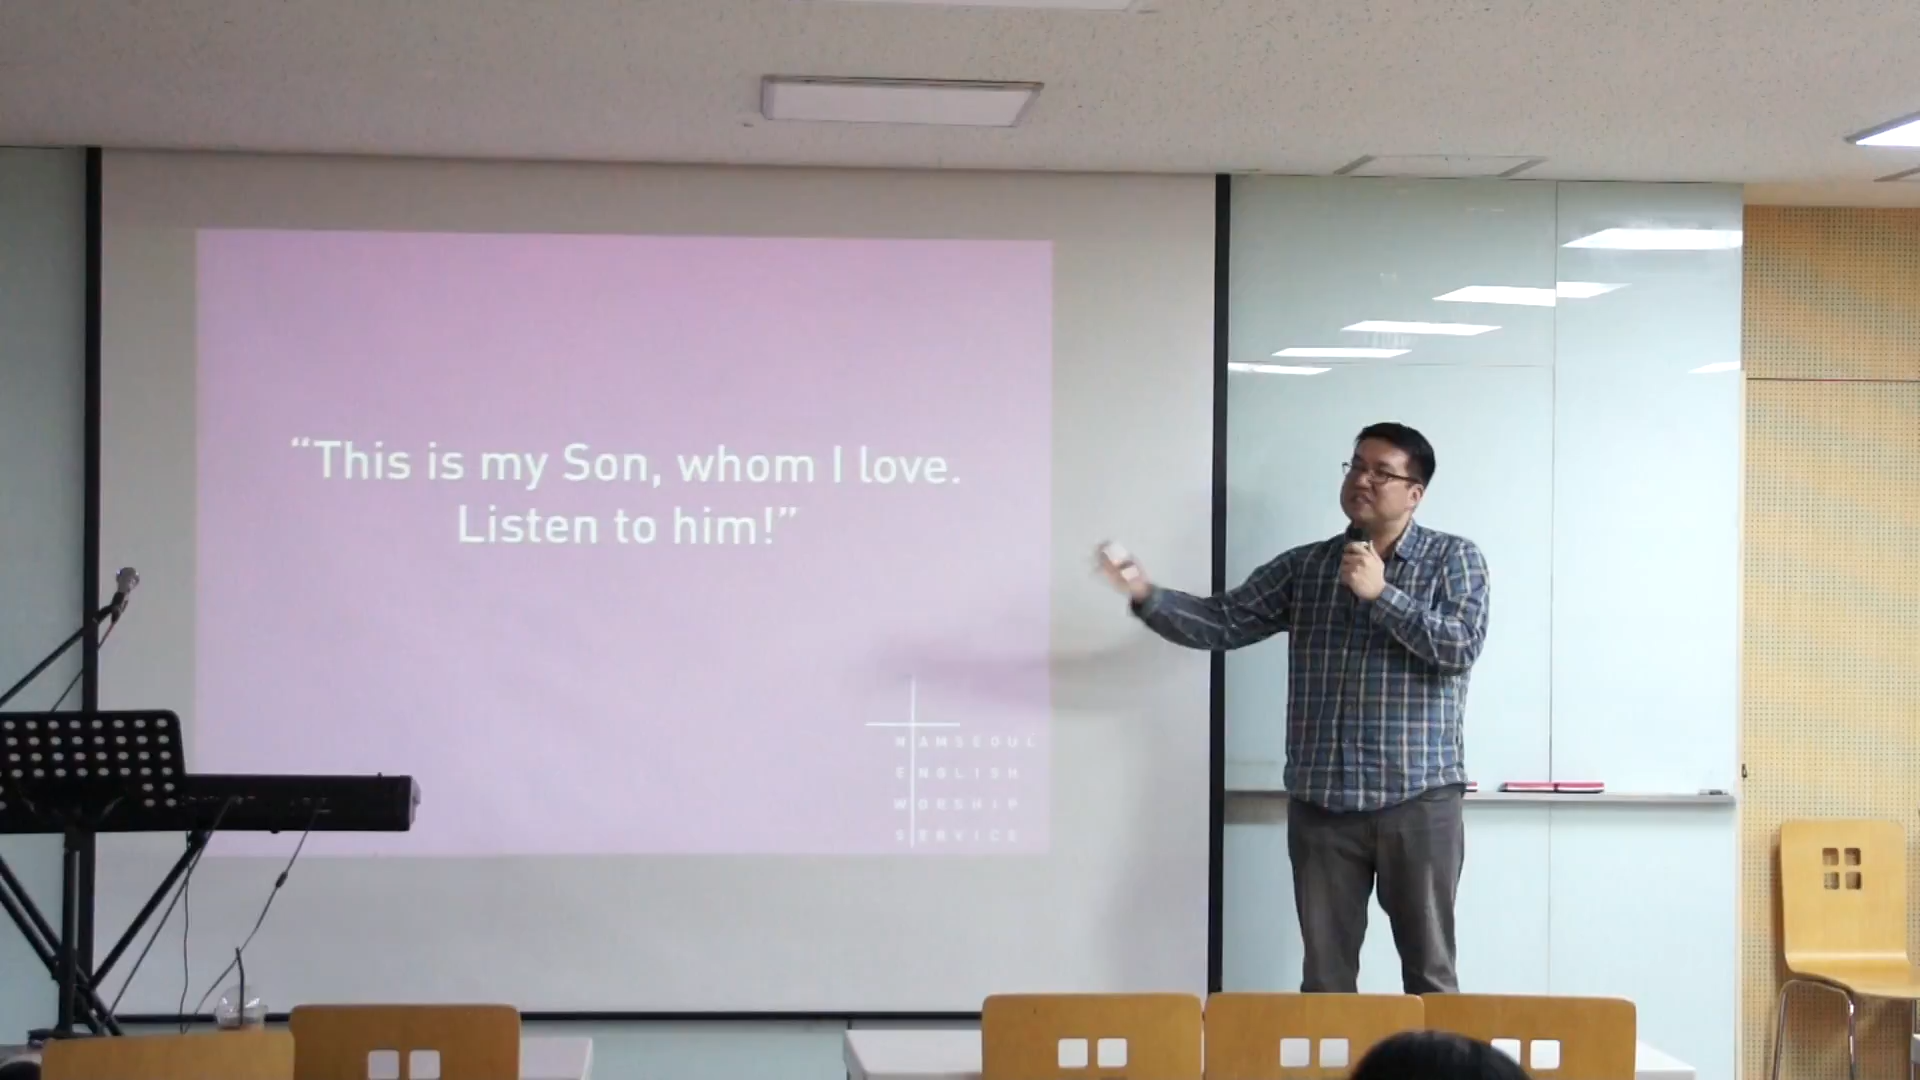 “This is my Son, whom I love.
Listen to him!”
NAMSEOUL
ENGLISH
WORSHIP
SERVICE